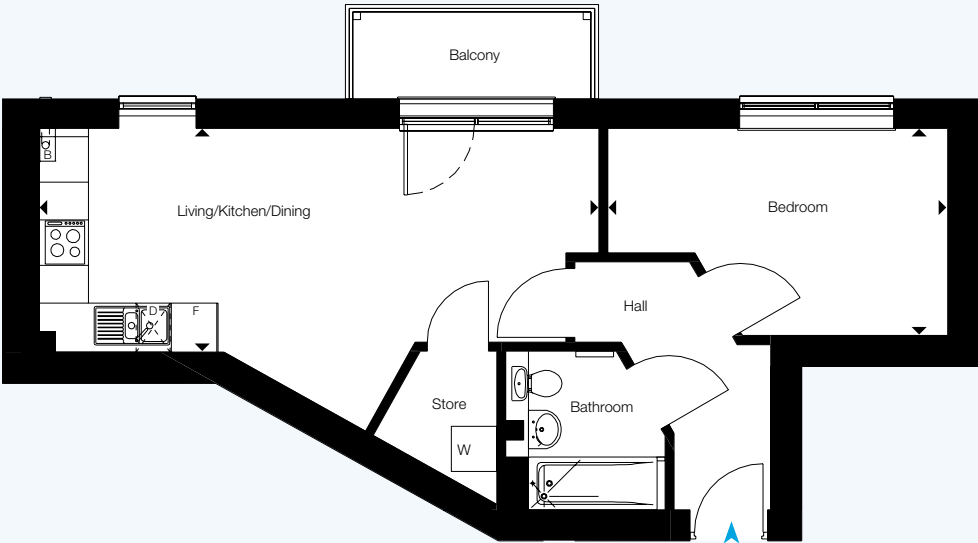 Balcony
B
Living/Kitchen/Dining
Bedroom
D
F
Hall
Store
Bathroom
W